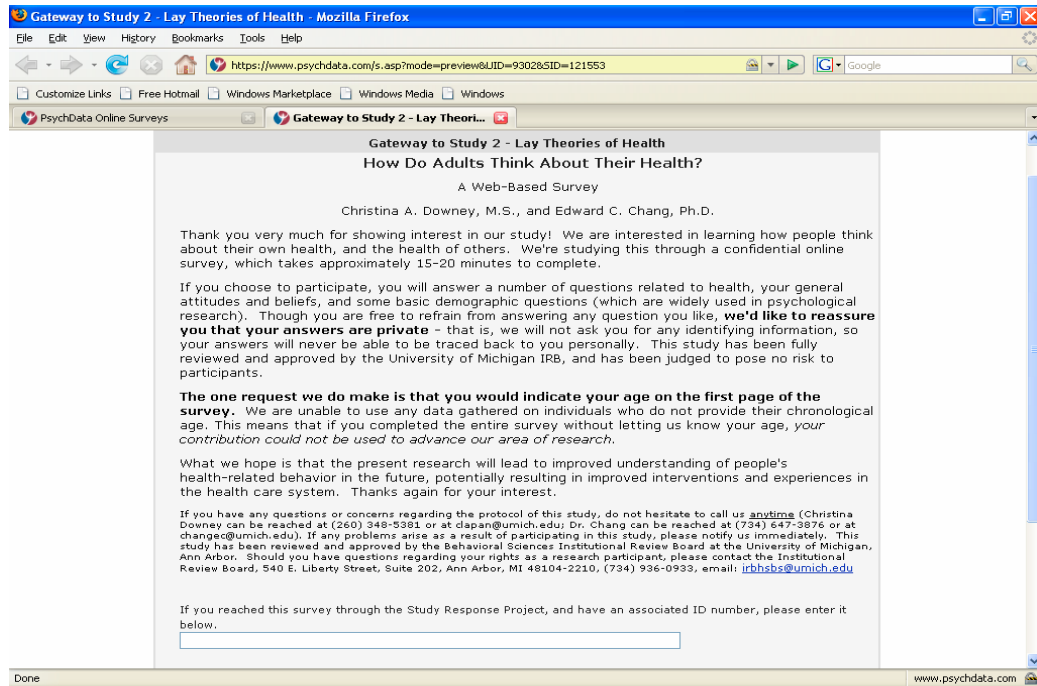 Gateway to Study 2 - Lay Theories of Health - Mozilla Firefox
File Edit View History Bookmarks Tools Help
https://www.psychdata.com/s.asp?mode=preview&UID=9302&SID=121553
Google
Customize Links Free Hotmail Windows Marketplace Windows Media Windows
PsychData Online Surveys
Gateway to Study 2 - Lay Theori...
Gateway to Study 2 - Lay Theories of Health
How Do Adults Think About Their Health?
A Web-Based Survey
Christina A. Downey, M.S., and Edward C. Chang, Ph.D.
Thank you very much for showing interest in our study! We are interested in learning how people think
about their own health, and the health of others. We're studying this through a confidential online
survey, which takes approximately 15-20 minutes to complete.
If you choose to participate, you will answer a number of questions related to health, your general
attitudes and beliefs, and some basic demographic questions (which are widely used in psychological
research). Though you are free to refrain from answering any question you like, we'd like to reassure
you that your answers are private - that is, we will not ask you for any identifying information, so
your answers will never be able to be traced back to you personally. This study has been fully
reviewed and approved by the University of Michigan IRB, and has been judged to pose no risk to
participants.
The one request we do make is that you would indicate your age on the first page of the
survey. We are unable to use any data gathered on individuals who do not provide their chronological
age. This means that if you completed the entire survey without letting us know your age, your
contribution could not be used to advance our area of research.
What we hope is that the present research will lead to improved understanding of people's
health-related behavior in the future, potentially resulting in improved interventions and experiences in
the health care system. Thanks again for your interest.
If you have any questions or concerns regarding the protocol of this study, do not hesitate to call us anytime (Christina
Downey can be reached at (260) 348-5381 or at clapan@umich.edu; Dr. Chang can be reached at (734) 647-3876 or at
changec@umich.edu). If any problems arise as a result of participating in this study, please notify us immediately. This
study has been reviewed and approved by the Behavioral Sciences Institutional Review Board at the University of Michigan,
Ann Arbor. Should you have questions regarding your rights as a research participant, please contact the Institutional
Review Board, 540 E. Liberty Street, Suite 202, Ann Arbor, MI 48104-2210, (734) 936-0933, email: irbhsbs@umich.edu
If you reached this survey through the Study Response Project, and have an associated ID number, please enter it
below.
Done
www.psychdata.com